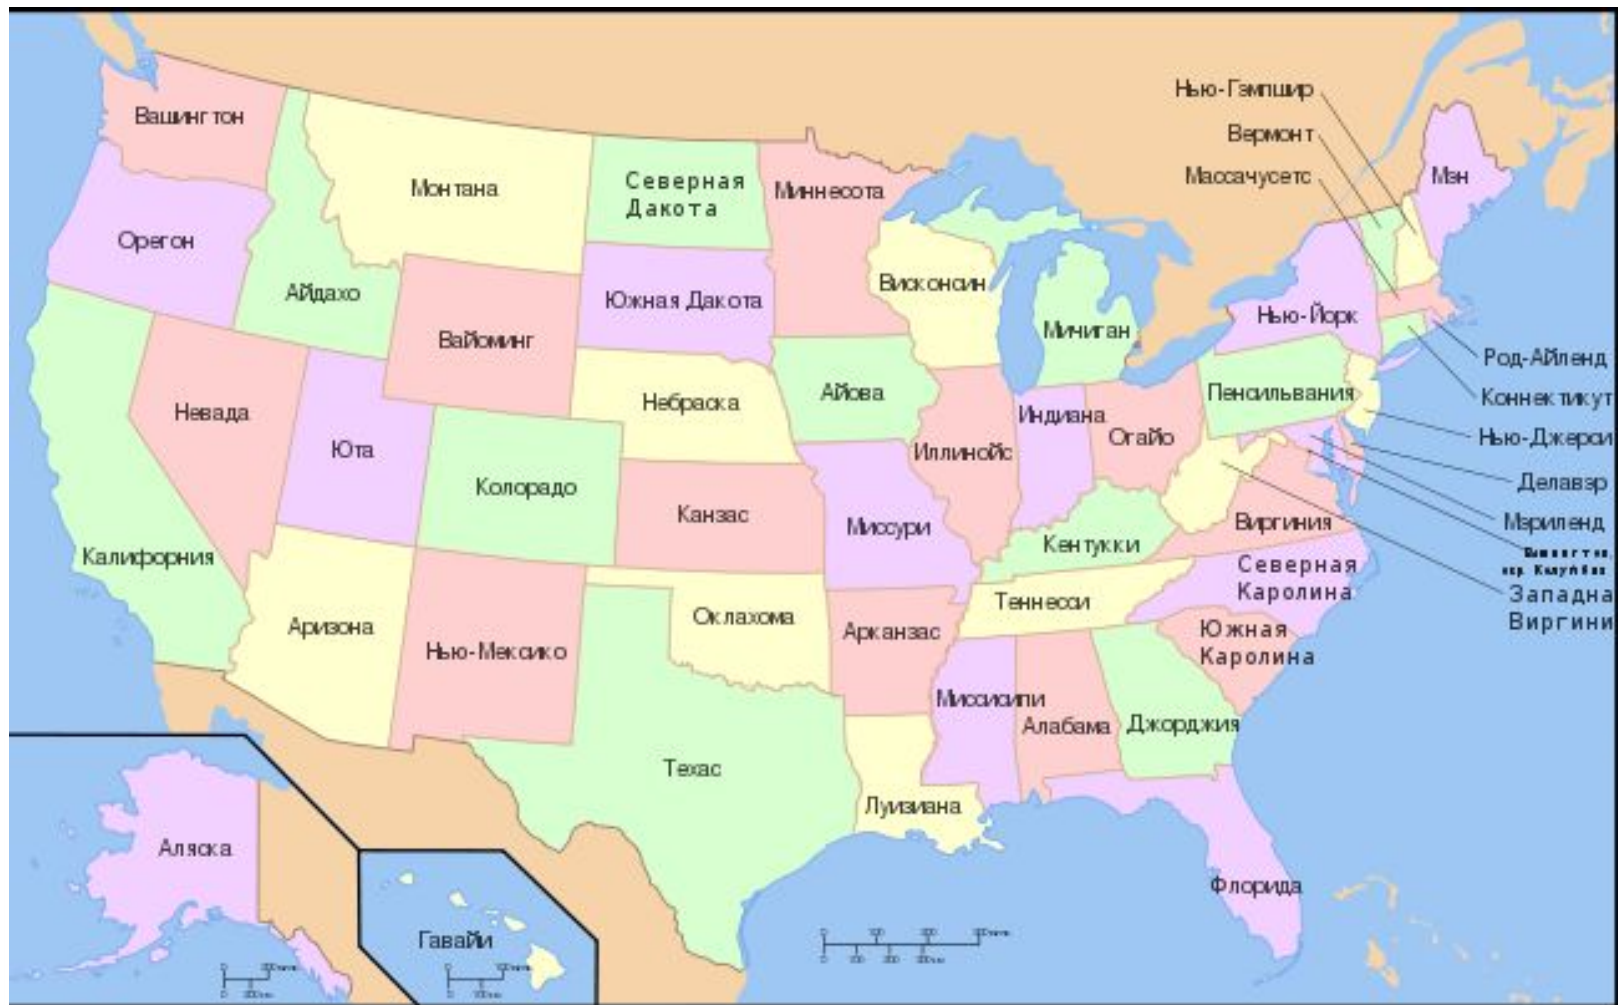 Нью-Гэмпшир
Вермонт
Массачусетс
Мэн
Вашингтон
Монтана
Северная
Дакота
Миннесота
Орегон
Айдахо
Вайоминг
Южная Дакота
Висконсин
Мичиган
Нью-Йорк
Род-Айленд
Невада
Юта
Небраска
Айова
Иллинойс
Индиана
Огайо
Пенсильвания
Коннектикут
Нью-Джерси
Колорадо
Канзас
Миссури
Кентукки
Виргиния
Делавэр
Мэриленд
Калифорния
Северная
Каролина
Западна
Виргини
Аризона
Нью-Мексико
Оклахома
Арканзас
Теннесси
Южная
Каролина
Техас
Луизиана
Миссисипи
Алабама
Джорджия
Аляска
Гавайи
Флорида